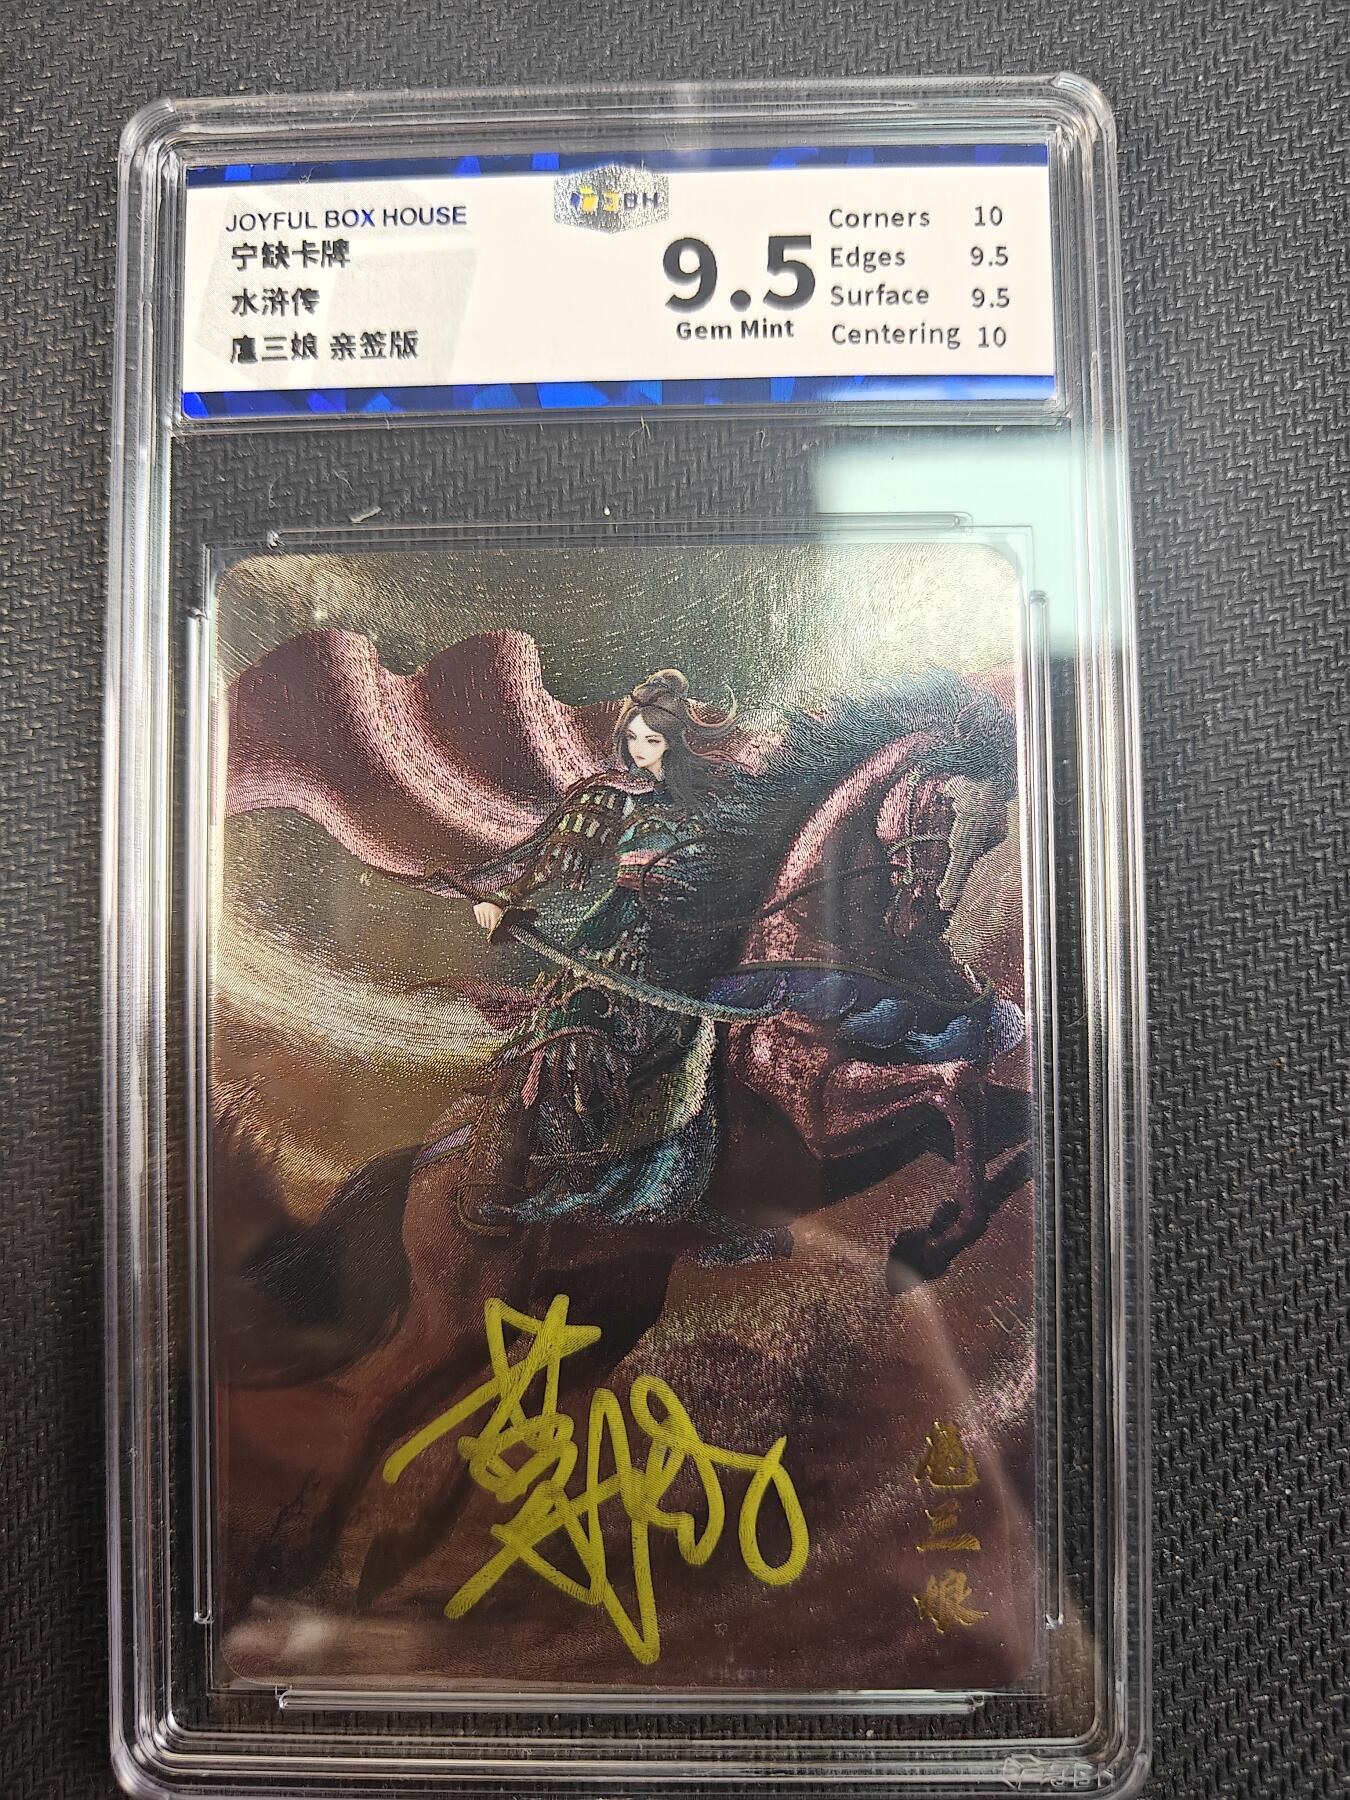 JOYFUL BOX HOUSE
宁缺卡牌
水浒传
扈三娘 亲签版
JBH
9.5
Gem Mint
Corners 10
Edges 9.5
Surface 9.5
Centering 10
扈三娘